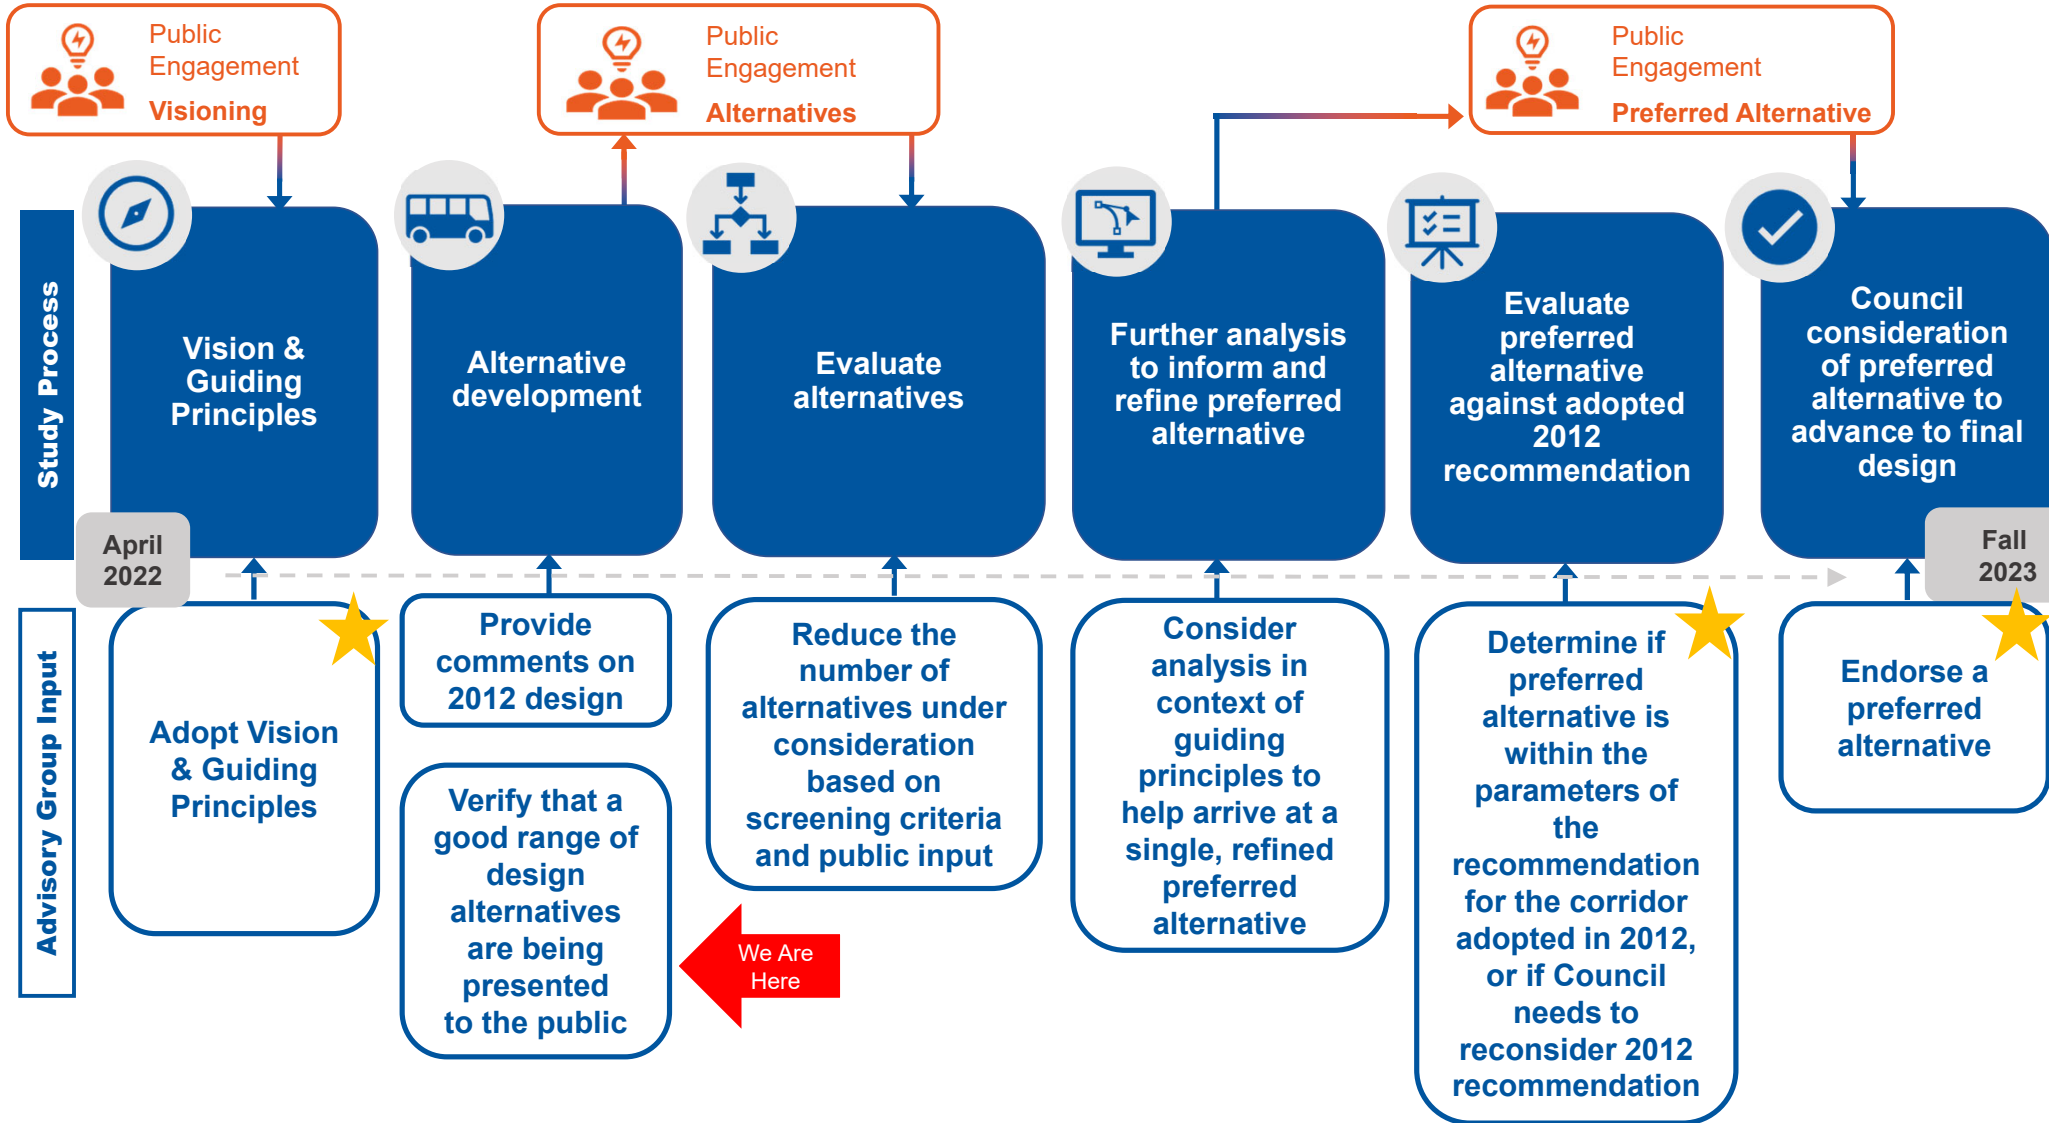 Public
Engagement
Visioning
Public
Engagement
Alternatives
Public
Engagement
Preferred Alternative
Study Process
Vision &
Guiding
Principles
Alternative
development
Evaluate
alternatives
Further analysis
to inform and
refine preferred
alternative
Evaluate
preferred
alternative
against adopted
2012
recommendation
Council
consideration
of preferred
alternative to
advance to final
design
April
2022
Fall
2023
Advisory Group Input
Adopt Vision
& Guiding
Principles
Provide
comments on
2012 design
Verify that a
good range of
design
alternatives
are being
presented
to the public
We Are
Here
Reduce the
number of
alternatives under
consideration
based on
screening criteria
and public input
Consider
analysis in
context of
guiding
principles to
help arrive at a
single, refined
preferred
alternative
Determine if
preferred
alternative is
within the
parameters of
the
recommendation
for the corridor
adopted in 2012,
or if Council
needs to
reconsider 2012
recommendation
Endorse a
preferred
alternative